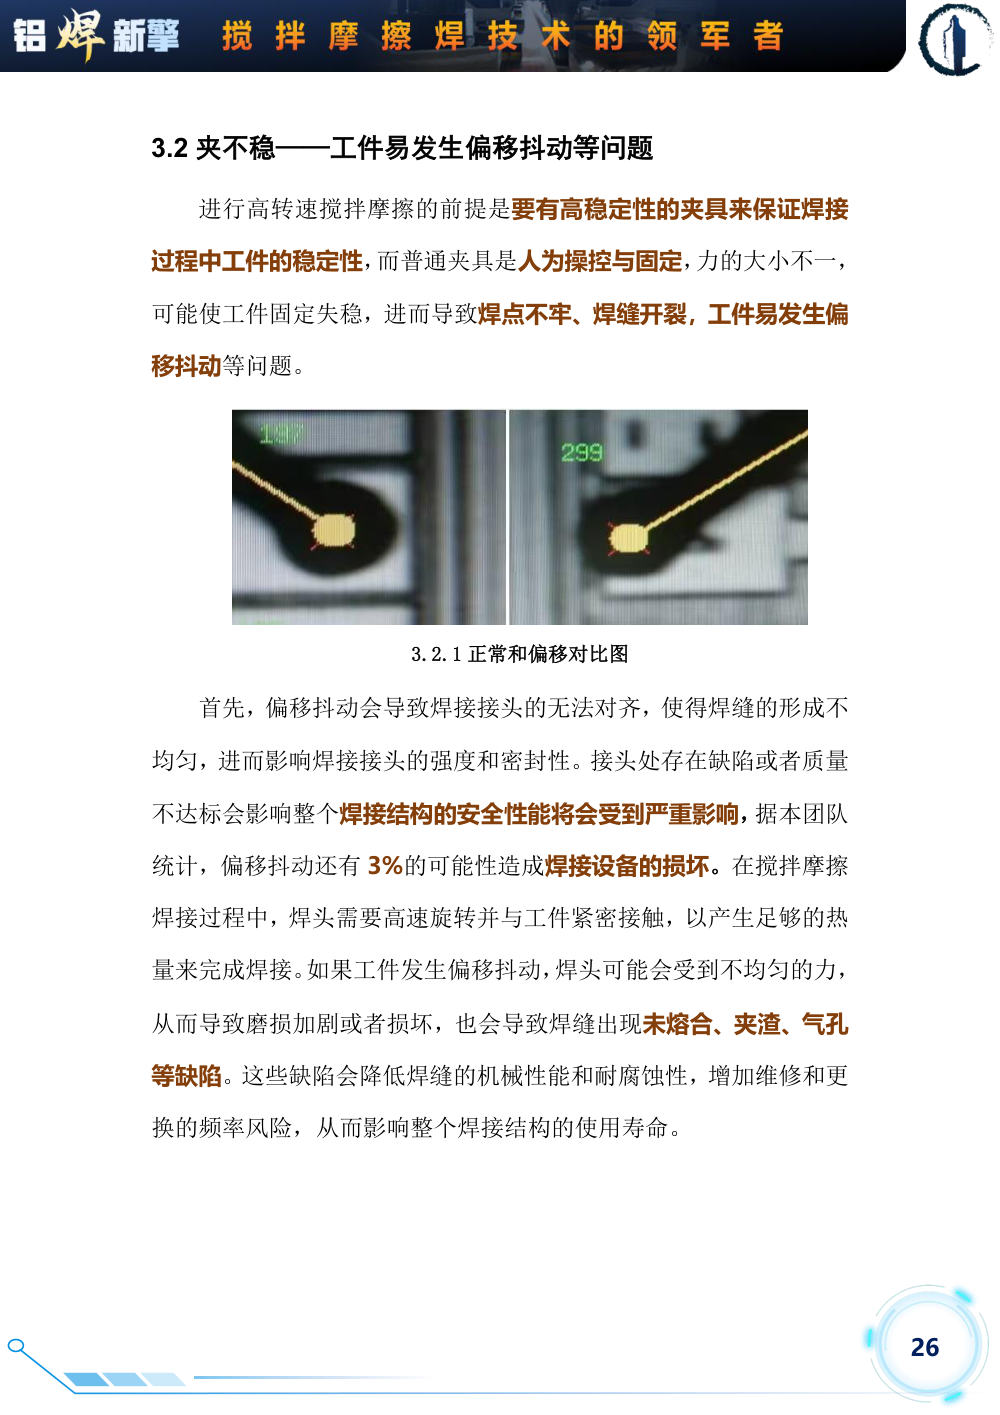 铝焊新擎 搅拌摩擦焊技术的领军者
3.2 夹不稳——工件易发生偏移抖动等问题
进行高转速搅拌摩擦的前提是要有高稳定性的夹具来保证焊接
过程中工件的稳定性，而普通夹具是人为操控与固定，力的大小不一，
可能使工件固定失稳，进而导致焊点不牢、焊缝开裂，工件易发生偏
移抖动等问题。
197
299
3.2.1 正常和偏移对比图
首先，偏移抖动会导致焊接接头的无法对齐，使得焊缝的形成不
均匀，进而影响焊接接头的强度和密封性。接头处存在缺陷或者质量
不达标会影响整个焊接结构的安全性能将会受到严重影响，据本团队
统计，偏移抖动还有 3%的可能性造成焊接设备的损坏。在搅拌摩擦
焊接过程中，焊头需要高速旋转并与工件紧密接触，以产生足够的热
量来完成焊接。如果工件发生偏移抖动，焊头可能会受到不均匀的力，
从而导致磨损加剧或者损坏，也会导致焊缝出现未熔合、夹渣、气孔
等缺陷。这些缺陷会降低焊缝的机械性能和耐腐蚀性，增加维修和更
换的频率风险，从而影响整个焊接结构的使用寿命。
26